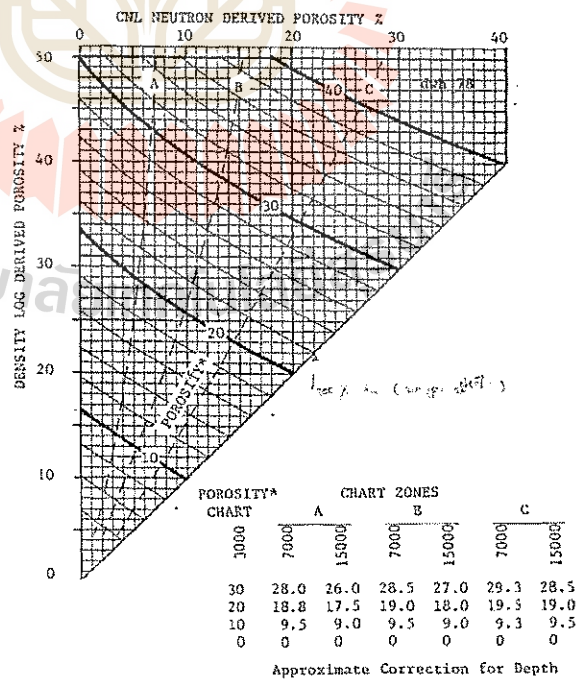 CNL NEUTRON DERIVED POROSITY %
0 10 20 30 40
50
A B 40 C dwh 78
DENSITY LOG DERIVED POROSITY %
40
30
30
20
20
POROSITY*
10
10
0
POROSITY* CHART ZONES
CHART A B C
1000 7000 15000 7000 15000 7000 15000
30 28.0 26.0 28.5 27.0 29.3 28.5
20 18.8 17.5 19.0 18.0 19.5 19.0
10 9.5 9.0 9.5 9.0 9.3 9.5
0 0 0 0 0 0 0
Approximate Correction for Depth